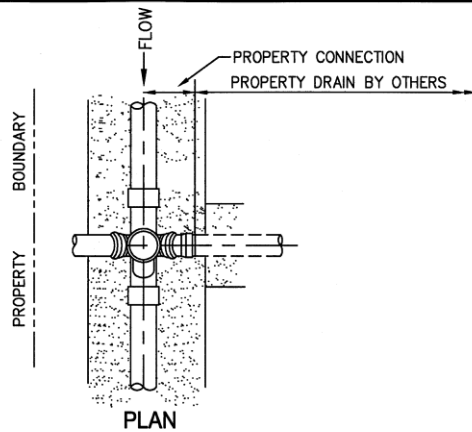 FLOW
PROPERTY CONNECTION
PROPERTY DRAIN BY OTHERS
PROPERTY BOUNDARY
PLAN